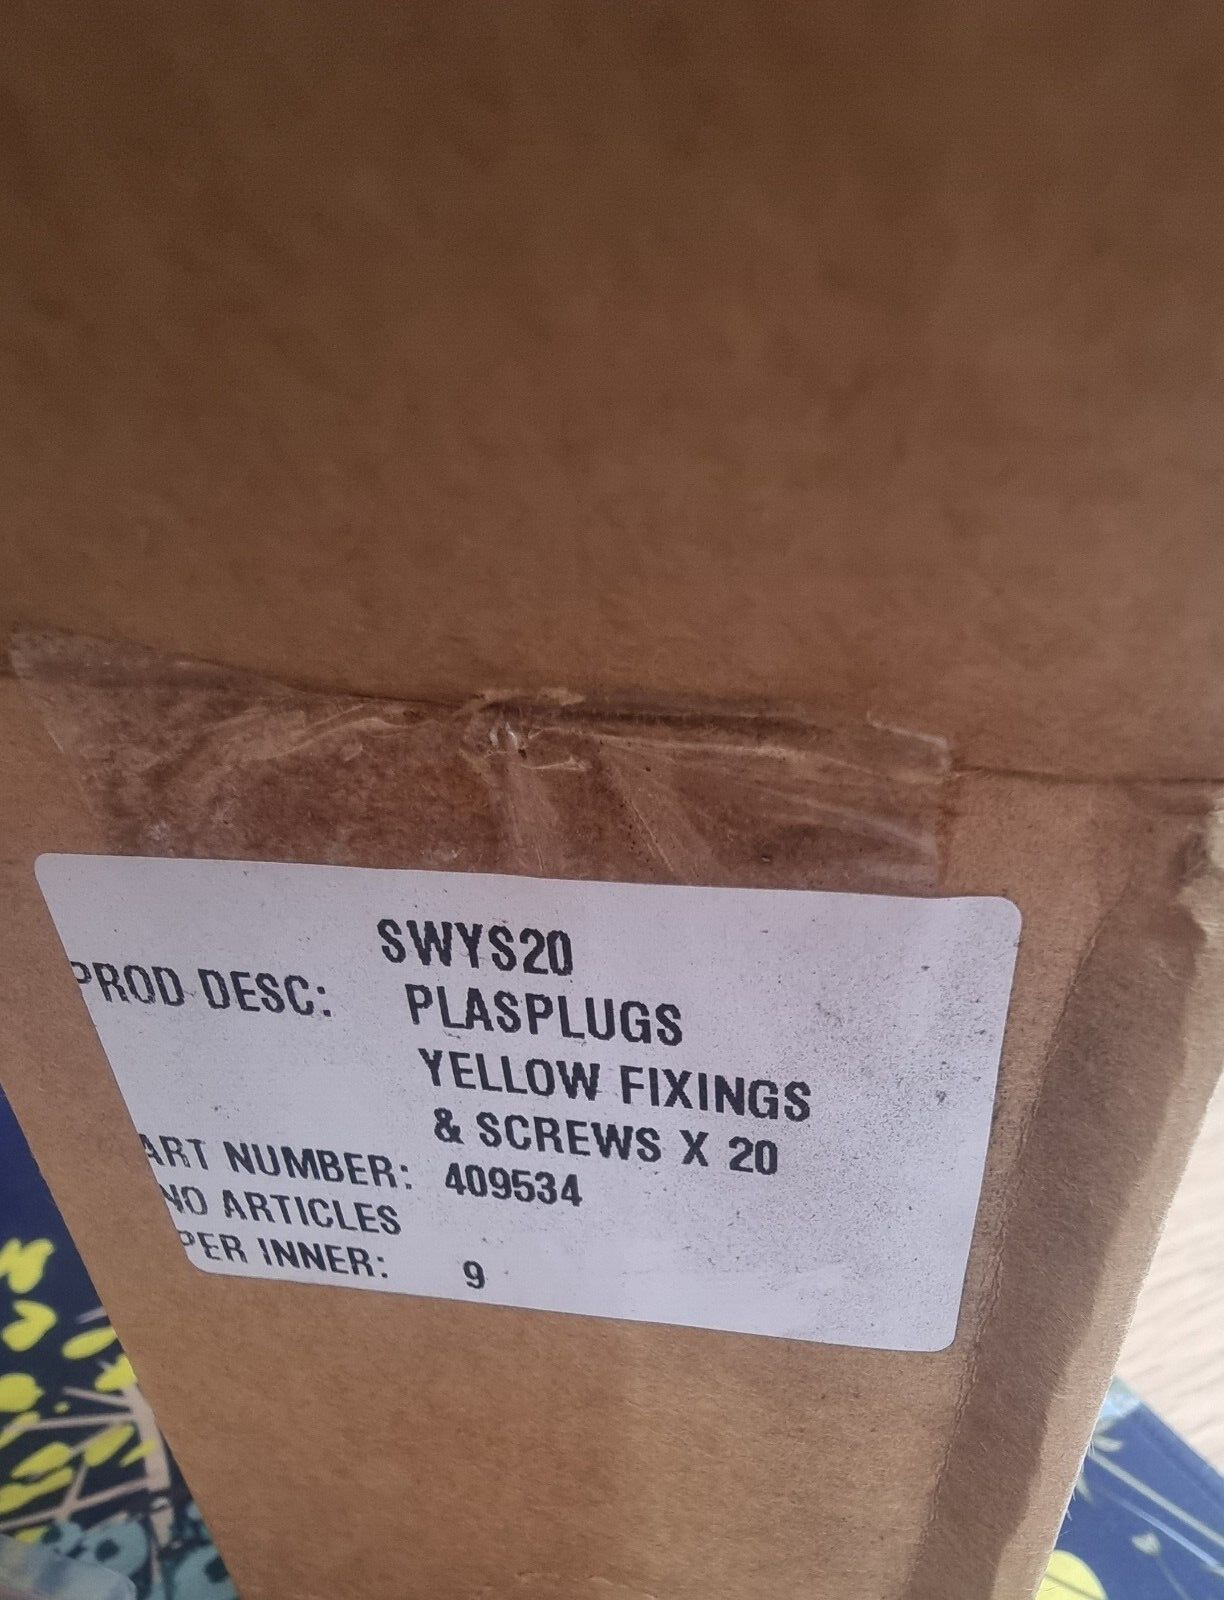 SWYS20
PROD DESC: PLASPLUGS
YELLOW FIXINGS
& SCREWS X 20
ART NUMBER: 409534
NO ARTICLES
PER INNER: 9